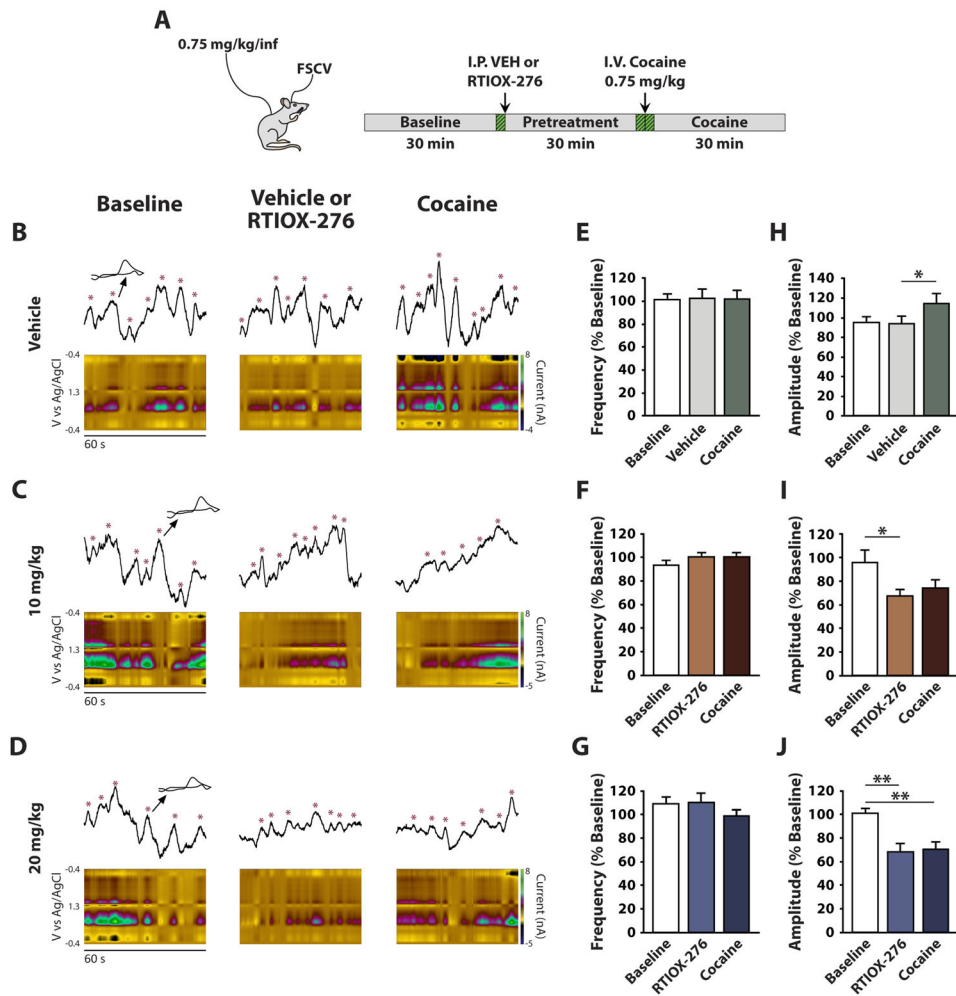 A
0.75 mg/kg/inf
FSCV
I.P. VEH or
RTIOX-276
I.V. Cocaine
0.75 mg/kg
Baseline
Pretreatment
Cocaine
30 min
30 min
30 min
Baseline
Vehicle or
RTIOX-276
Cocaine
B
Vehicle
* * * * * * *
* * * * * * *
* * * * * * * * *
-0.4
1.3
-0.4
V vs Ag/AgCl
60 s
8
-4
Current (nA)
E
Frequency (% Baseline)
120
100
80
60
40
20
0
Baseline
Vehicle
Cocaine
H
Amplitude (% Baseline)
140
120
100
80
60
40
20
0
*
Baseline
Vehicle
Cocaine
C
10 mg/kg
* * * * * * *
* * * * * * * *
* * * * * *
-0.4
1.3
-0.4
V vs Ag/AgCl
60 s
8
-5
Current (nA)
F
Frequency (% Baseline)
120
100
80
60
40
20
0
Baseline
RTIOX-276
Cocaine
I
Amplitude (% Baseline)
120
100
80
60
40
20
0
*
Baseline
RTIOX-276
Cocaine
D
20 mg/kg
* * * * * *
* * * * * * * *
* * * * * * * *
-0.4
1.3
-0.4
V vs Ag/AgCl
60 s
8
-5
Current (nA)
G
Frequency (% Baseline)
120
100
80
60
40
20
0
Baseline
RTIOX-276
Cocaine
J
Amplitude (% Baseline)
120
100
80
60
40
20
0
**
**
Baseline
RTIOX-276
Cocaine